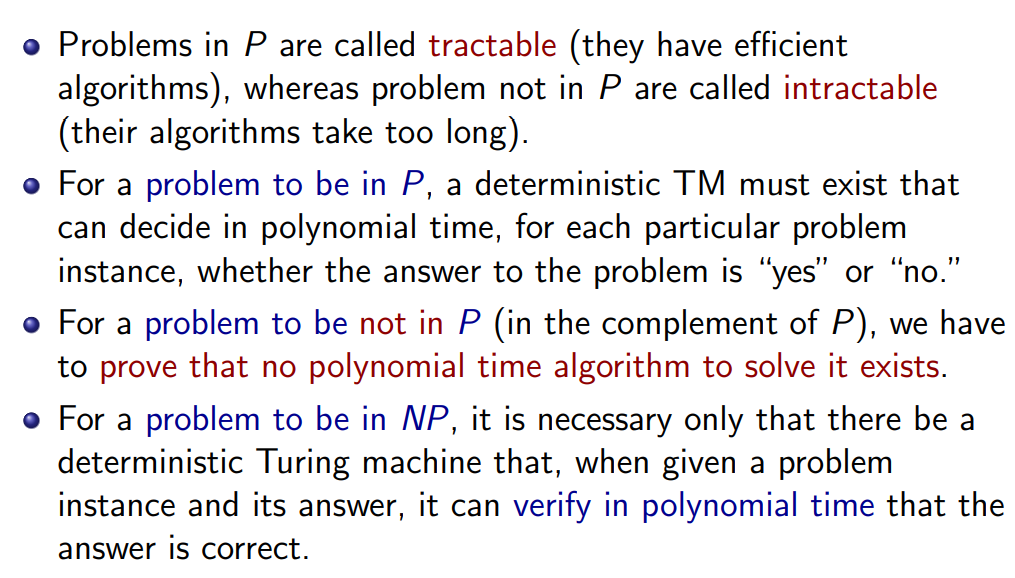 Problems in P are called tractable (they have efficient
algorithms), whereas problem not in P are called intractable
(their algorithms take too long).
For a problem to be in P, a deterministic TM must exist that
can decide in polynomial time, for each particular problem
instance, whether the answer to the problem is “yes” or “no.”
For a problem to be not in P (in the complement of P), we have
to prove that no polynomial time algorithm to solve it exists.
For a problem to be in NP, it is necessary only that there be a
deterministic Turing machine that, when given a problem
instance and its answer, it can verify in polynomial time that the
answer is correct.